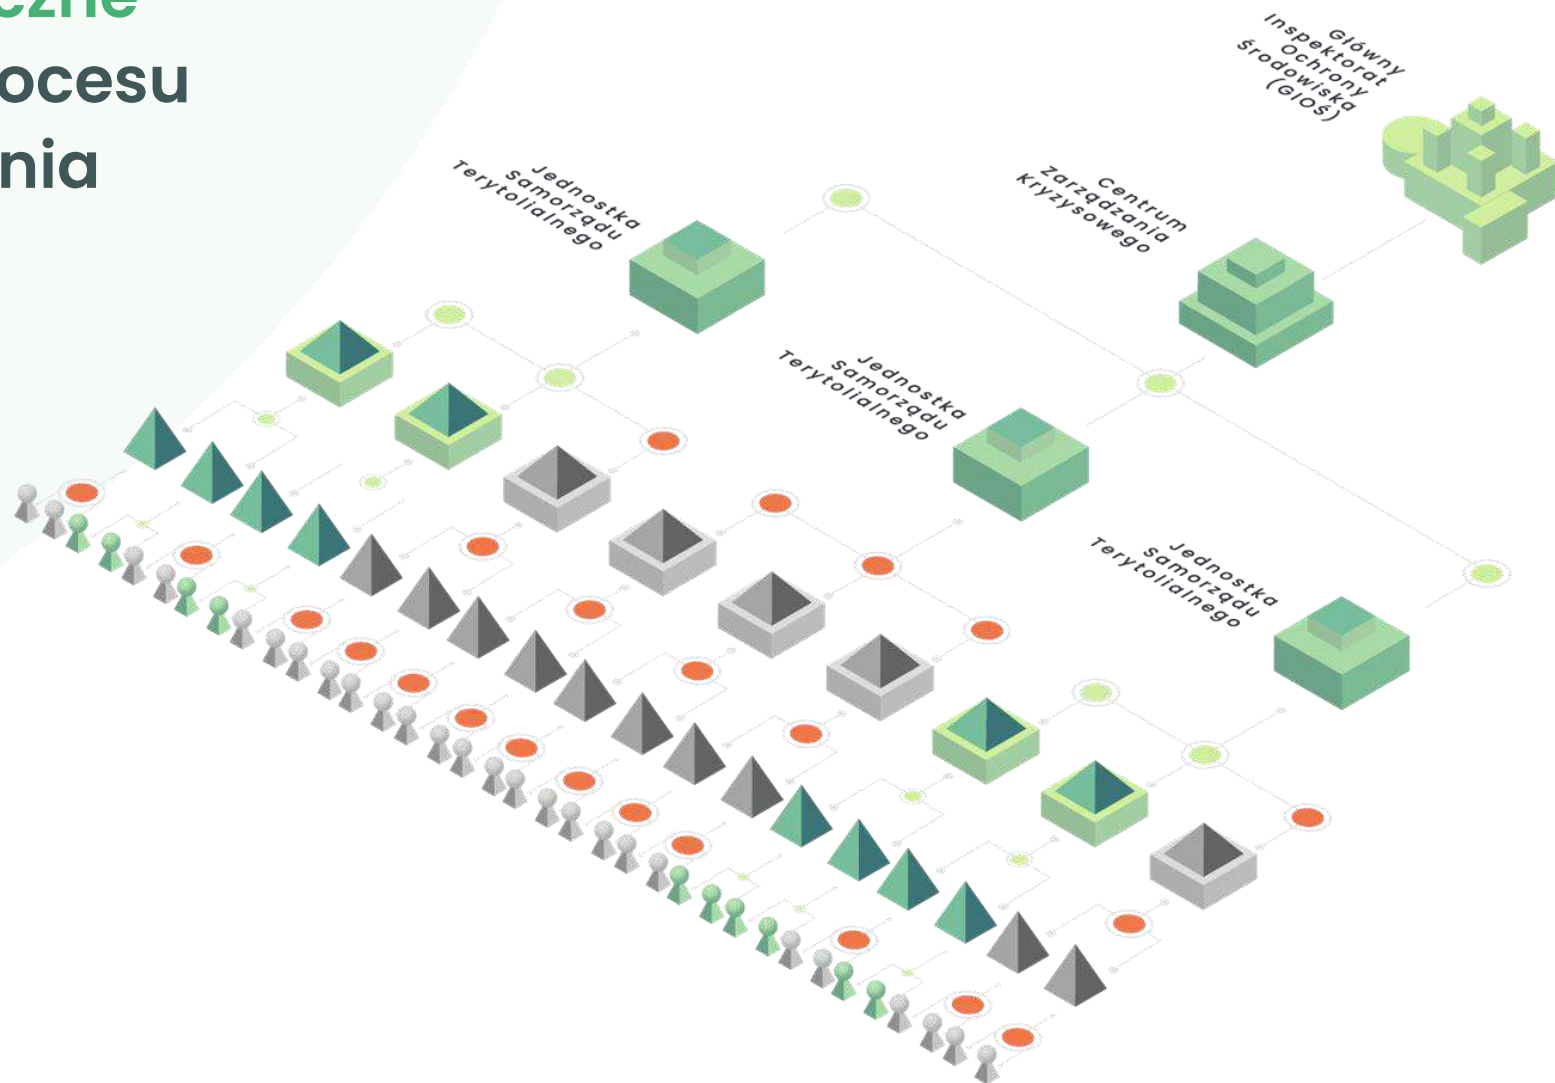 czne
ocesu
nia
Główny
Inspektorat
Ochrony
Środowiska
(GIOŚ)
Centrum
Zarządzania
Kryzysowego
Jednostka
Samorządu
Terytolialnego
Jednostka
Samorządu
Terytolialnego
Jednostka
Samorządu
Terytolialnego